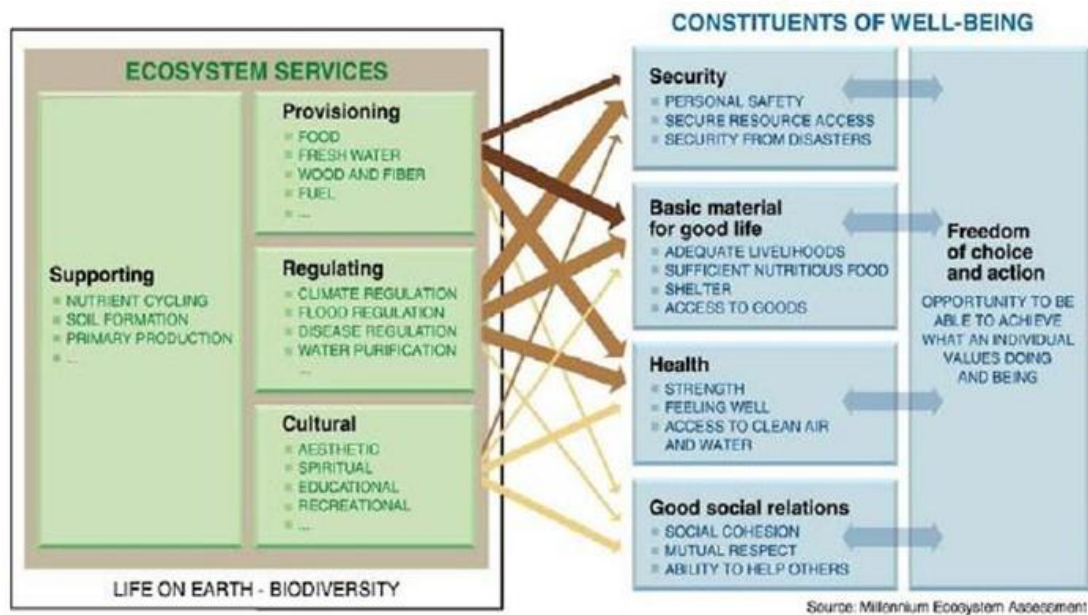 CONSTITUENTS OF WELL-BEING
ECOSYSTEM SERVICES
Supporting
NUTRIENT CYCLING
SOIL FORMATION
PRIMARY PRODUCTION
...
Provisioning
FOOD
FRESH WATER
WOOD AND FIBER
FUEL
...
Regulating
CLIMATE REGULATION
FLOOD REGULATION
DISEASE REGULATION
WATER PURIFICATION
...
Cultural
AESTHETIC
SPIRITUAL
EDUCATIONAL
RECREATIONAL
...
LIFE ON EARTH - BIODIVERSITY
Security
PERSONAL SAFETY
SECURE RESOURCE ACCESS
SECURITY FROM DISASTERS
Basic material
for good life
ADEQUATE LIVELIHOODS
SUFFICIENT NUTRITIOUS FOOD
SHELTER
ACCESS TO GOODS
Health
STRENGTH
FEELING WELL
ACCESS TO CLEAN AIR
AND WATER
Good social relations
SOCIAL COHESION
MUTUAL RESPECT
ABILITY TO HELP OTHERS
Freedom
of choice
and action
OPPORTUNITY TO BE
ABLE TO ACHIEVE
WHAT AN INDIVIDUAL
VALUES DOING
AND BEING
Source: Millennium Ecosystem Assessment